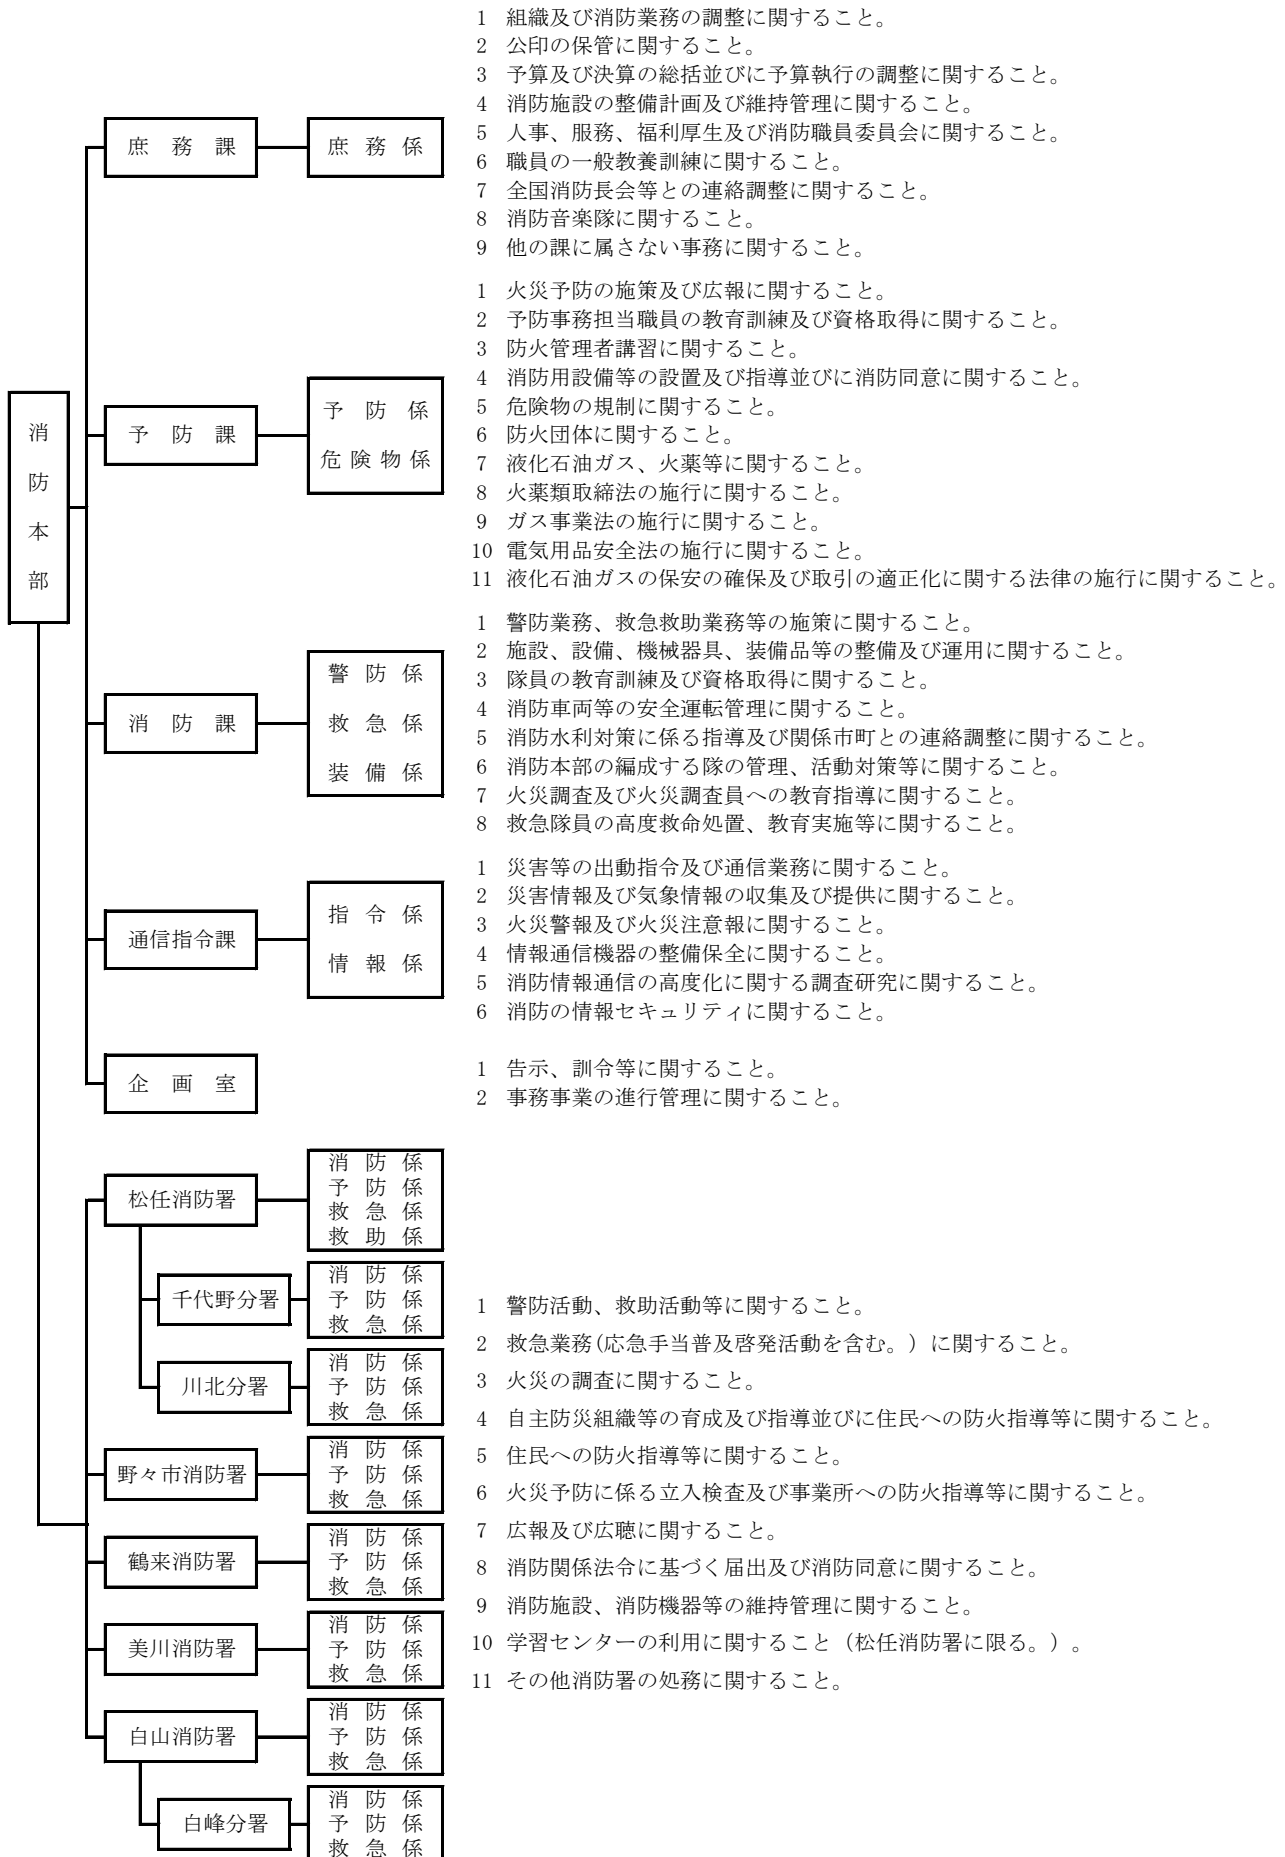 消防本部
庶務課
庶務係
1 組織及び消防業務の調整に関すること。
2 公印の保管に関すること。
3 予算及び決算の総括並びに予算執行の調整に関すること。
4 消防施設の整備計画及び維持管理に関すること。
5 人事、服務、福利厚生及び消防職員委員会に関すること。
6 職員の一般教養訓練に関すること。
7 全国消防長会等との連絡調整に関すること。
8 消防音楽隊に関すること。
9 他の課に属さない事務に関すること。
予防課
予防係
危険物係
1 火災予防の施策及び広報に関すること。
2 予防事務担当職員の教育訓練及び資格取得に関すること。
3 防火管理者講習に関すること。
4 消防用設備等の設置及び指導並びに消防同意に関すること。
5 危険物の規制に関すること。
6 防火団体に関すること。
7 液化石油ガス、火薬等に関すること。
8 火薬類取締法の施行に関すること。
9 ガス事業法の施行に関すること。
10 電気用品安全法の施行に関すること。
11 液化石油ガスの保安の確保及び取引の適正化に関する法律の施行に関すること。
消防課
警防係
救急係
装備係
1 警防業務、救急救助業務等の施策に関すること。
2 施設、設備、機械器具、装備品等の整備及び運用に関すること。
3 隊員の教育訓練及び資格取得に関すること。
4 消防車両等の安全運転管理に関すること。
5 消防水利対策に係る指導及び関係市町との連絡調整に関すること。
6 消防本部の編成する隊の管理、活動対策等に関すること。
7 火災調査及び火災調査員への教育指導に関すること。
8 救急隊員の高度救命処置、教育実施等に関すること。
通信指令課
指令係
情報係
1 災害等の出動指令及び通信業務に関すること。
2 災害情報及び気象情報の収集及び提供に関すること。
3 火災警報及び火災注意報に関すること。
4 情報通信機器の整備保全に関すること。
5 消防情報通信の高度化に関する調査研究に関すること。
6 消防の情報セキュリティに関すること。
企画室
1 告示、訓令等に関すること。
2 事務事業の進行管理に関すること。
松任消防署
消防係
予防係
救急係
救助係
千代野分署
消防係
予防係
救急係
川北分署
消防係
予防係
救急係
野々市消防署
消防係
予防係
救急係
鶴来消防署
消防係
予防係
救急係
美川消防署
消防係
予防係
救急係
白山消防署
消防係
予防係
救急係
白峰分署
消防係
予防係
救急係
1 警防活動、救助活動等に関すること。
2 救急業務(応急手当普及啓発活動を含む。）に関すること。
3 火災の調査に関すること。
4 自主防災組織等の育成及び指導並びに住民への防火指導等に関すること。
5 住民への防火指導等に関すること。
6 火災予防に係る立入検査及び事業所への防火指導等に関すること。
7 広報及び広聴に関すること。
8 消防関係法令に基づく届出及び消防同意に関すること。
9 消防施設、消防機器等の維持管理に関すること。
10 学習センターの利用に関すること（松任消防署に限る。）。
11 その他消防署の処務に関すること。